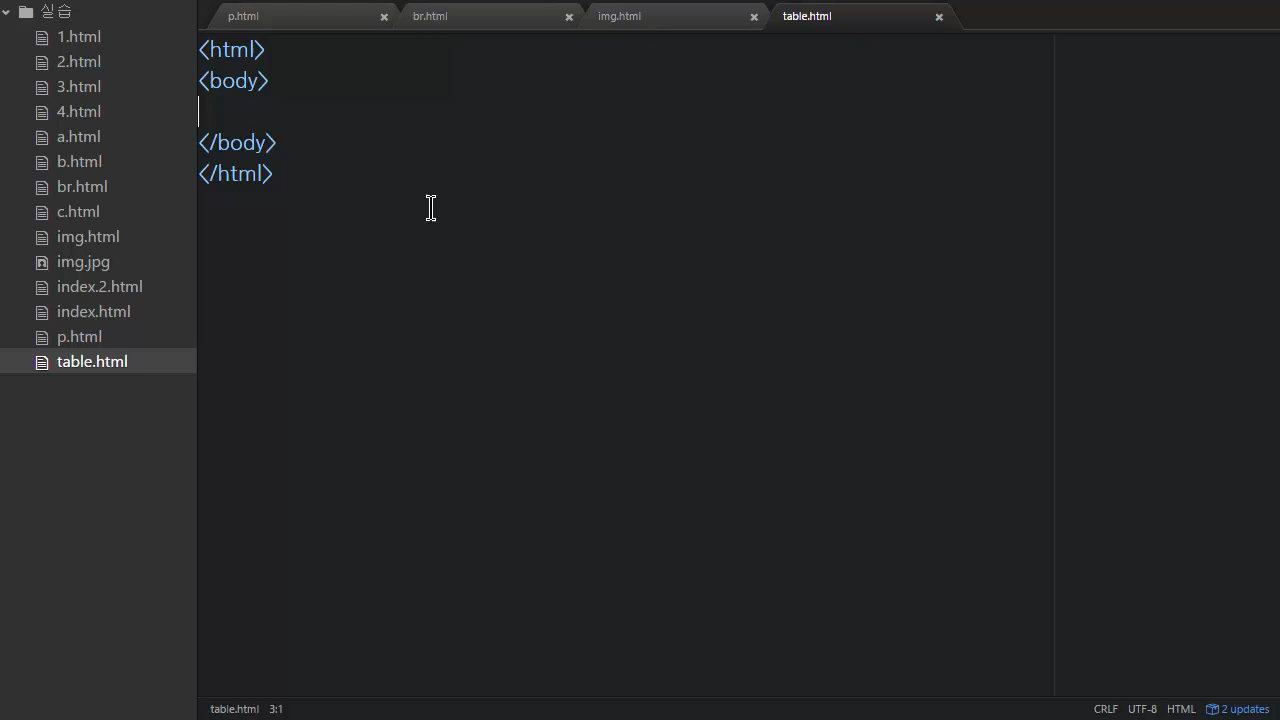 실습
1.html
2.html
3.html
4.html
a.html
b.html
br.html
c.html
img.html
img.jpg
index.2.html
index.html
p.html
table.html
p.html
br.html
img.html
table.html
<html>
<body>
</body>
</html>
table.html 3:1
CRLF UTF-8 HTML 2 updates